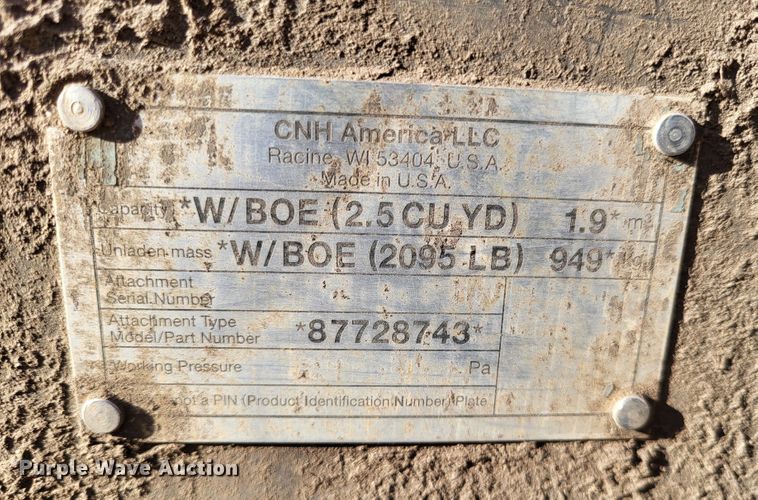 CNH America LLC
Racine, WI 53404, U.S.A.
Made in U.S.A.
Capacity *W/BOE (2.5 CU YD) 1.9* m
Unladen mass *W/BOE (2095 LB) 949*
Attachment
Serial Number
Attachment Type
Model/Part Number *87728743*
Working Pressure Pa
not a PIN (Product Identification Number) Plate
Purple Wave Auction